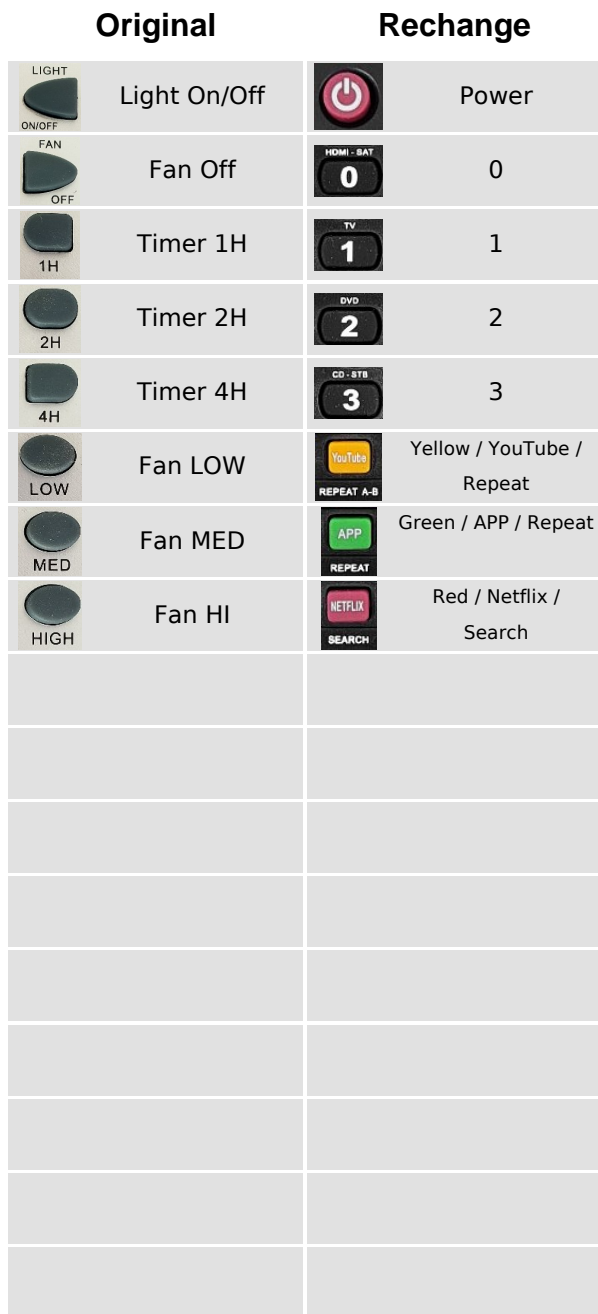 Original Rechange
LIGHT
ON/OFF
Light On/Off
Power
FAN
OFF
Fan Off
HDMI - SAT
0
0
1H
Timer 1H
TV
1
1
2H
Timer 2H
DVD
2
2
4H
Timer 4H
CD - STB
3
3
LOW
Fan LOW
YouTube
REPEAT A-B
Yellow / YouTube /
Repeat
MED
Fan MED
APP
REPEAT
Green / APP / Repeat
HIGH
Fan HI
NETFLIX
SEARCH
Red / Netflix /
Search